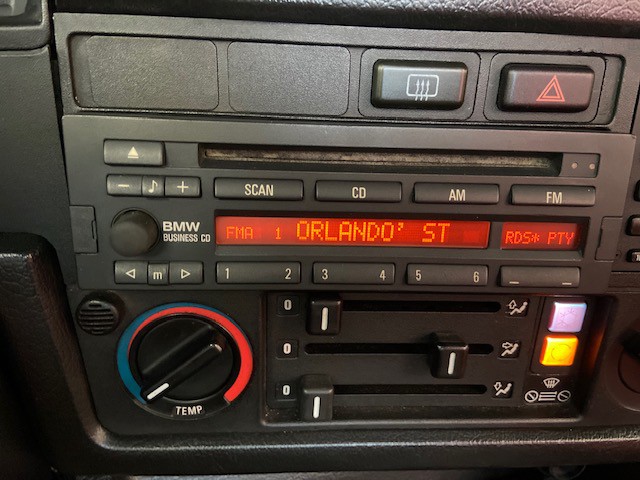 SCAN CD AM FM
BMW
BUSINESS CD
FMA 1 ORLANDO' ST RDS* PTY
m
1 2 3 4 5 6
0
0
0
TEMP